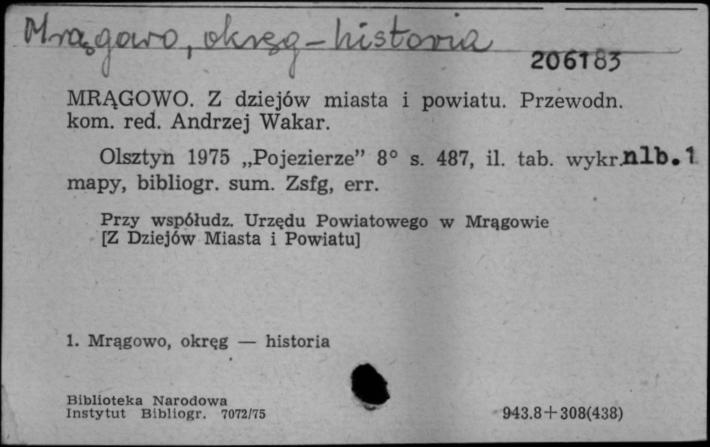 Mrągowo, okręg – historia
206183
MRĄGOWO. Z dziejów miasta i powiatu. Przewodn.
kom. red. Andrzej Wakar.
Olsztyn 1975 „Pojezierze” 8° s. 487, il. tab. wykr. nlb. 1
mapy, bibliogr. sum. Zsfg, err.
Przy współudz. Urzędu Powiatowego w Mrągowie
[Z Dziejów Miasta i Powiatu]
1. Mrągowo, okręg — historia
Biblioteka Narodowa
Instytut Bibliogr. 7072/75
943.8+308(438)